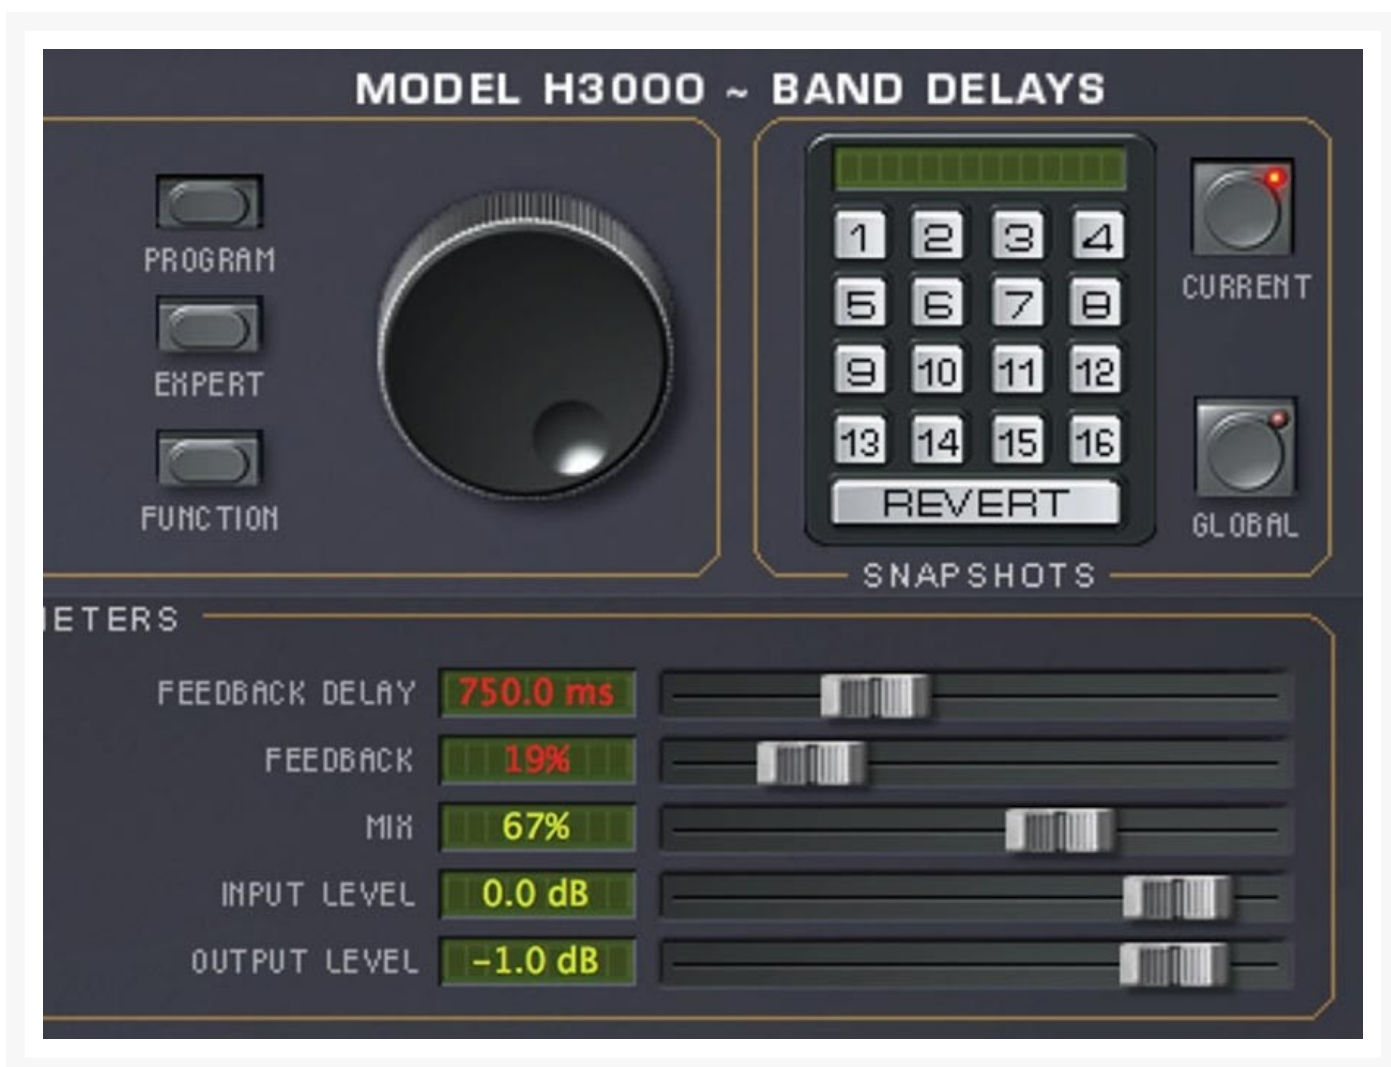 MODEL H3000 ~ BAND DELAYS
PROGRAM
EXPERT
FUNCTION
1 2 3 4
5 6 7 8
9 10 11 12
13 14 15 16
REVERT
CURRENT
GLOBAL
SNAPSHOTS
METERS
FEEDBACK DELAY 750.0 ms
FEEDBACK 19%
MIX 67%
INPUT LEVEL 0.0 dB
OUTPUT LEVEL -1.0 dB